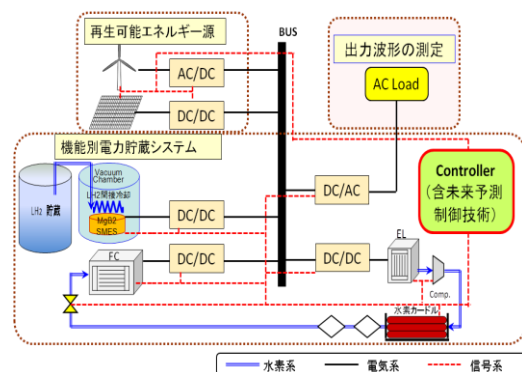 再生可能エネルギー源
BUS
出力波形の測定
AC/DC
AC Load
DC/DC
機能別電力貯蔵システム
Vacuum
Chamber
LH2間接冷却
LH₂ 貯蔵
MgB2
SMES
DC/DC
DC/AC
Controller
(含未来予測
制御技術)
FC
DC/DC
DC/DC
EL
Comp.
水素カードル
水素系
電気系
信号系